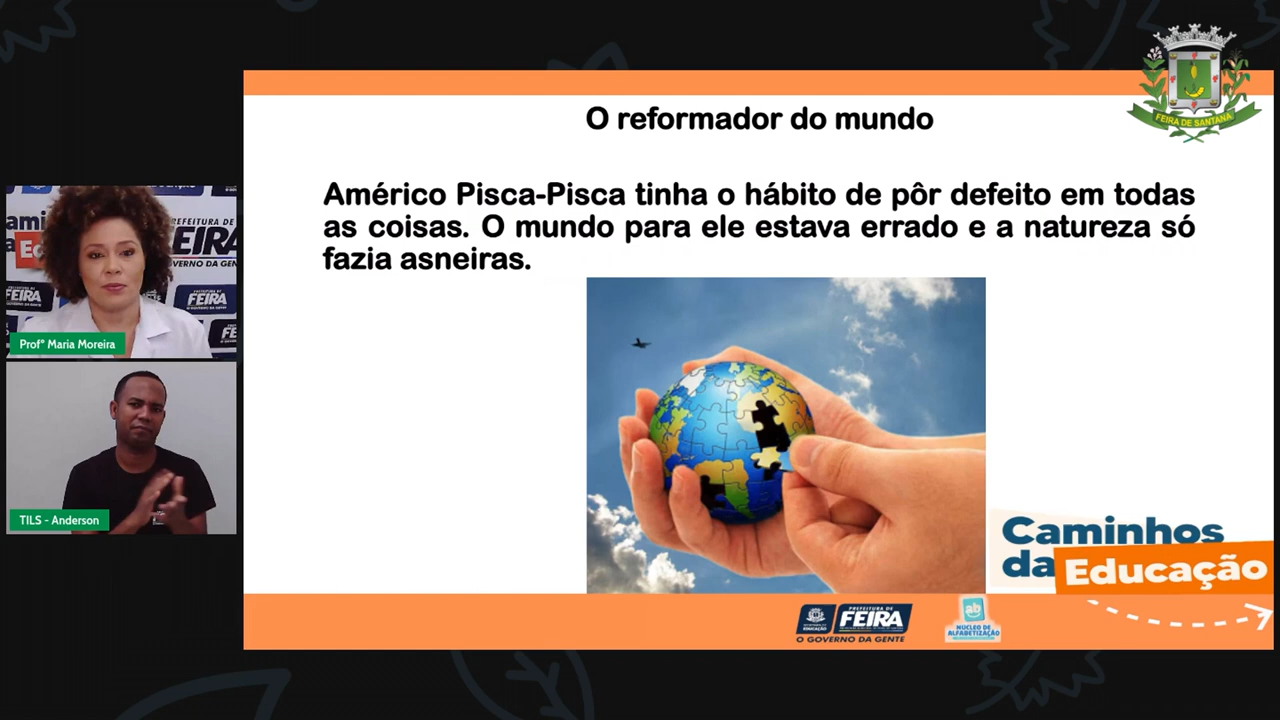 O reformador do mundo
Américo Pisca-Pisca tinha o hábito de pôr defeito em todas
as coisas. O mundo para ele estava errado e a natureza só
fazia asneiras.
FEIRA DE SANTANA
Profª Maria Moreira
TILS - Anderson
Caminhos
da Educação
PREFEITURA DE
FEIRA
O GOVERNO DA GENTE
NÚCLEO DE
ALFABETIZAÇÃO